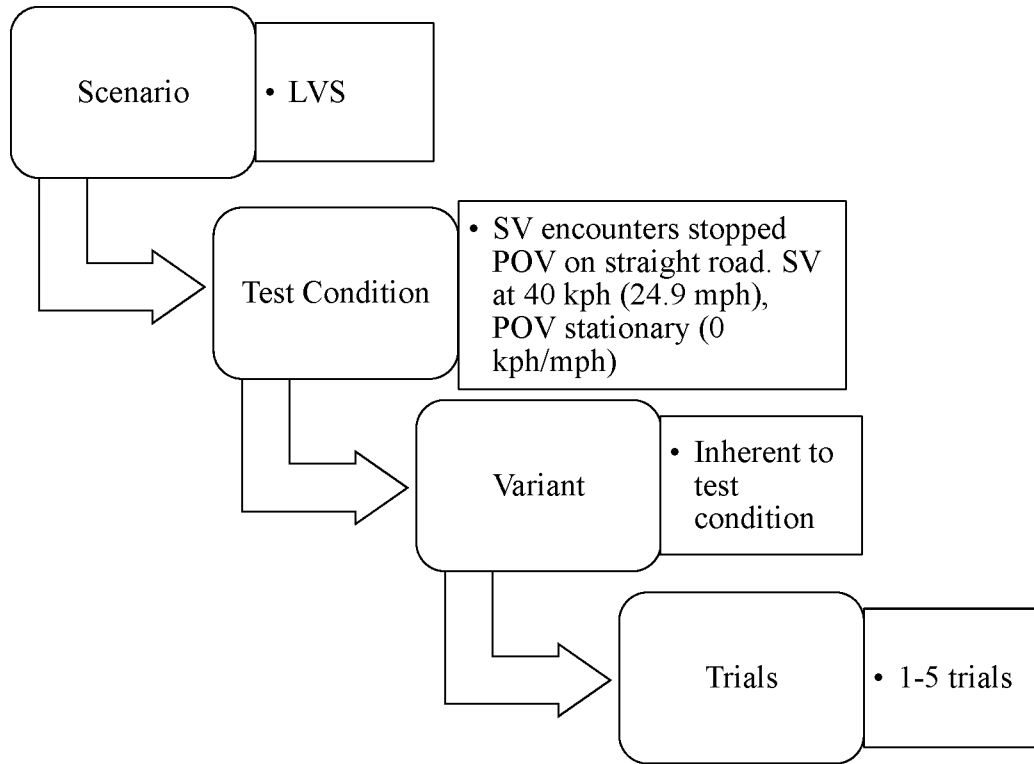 Scenario
• LVS
Test Condition
• SV encounters stopped
POV on straight road. SV
at 40 kph (24.9 mph),
POV stationary (0
kph/mph)
Variant
• Inherent to
test
condition
Trials
• 1-5 trials